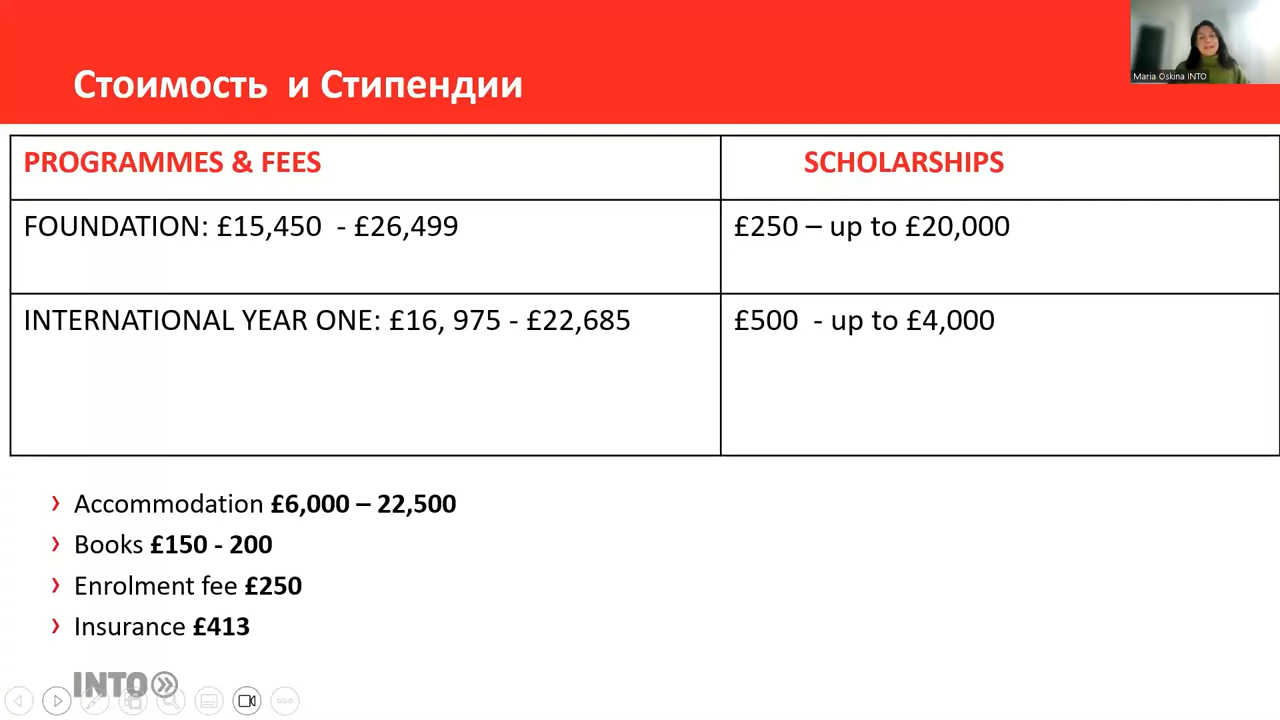 Стоимость и Стипендии
Maria Oskina INTO
PROGRAMMES & FEES
SCHOLARSHIPS
FOUNDATION: £15,450 - £26,499
£250 – up to £20,000
INTERNATIONAL YEAR ONE: £16, 975 - £22,685
£500 - up to £4,000
Accommodation £6,000 – 22,500
Books £150 - 200
Enrolment fee £250
Insurance £413
INTO